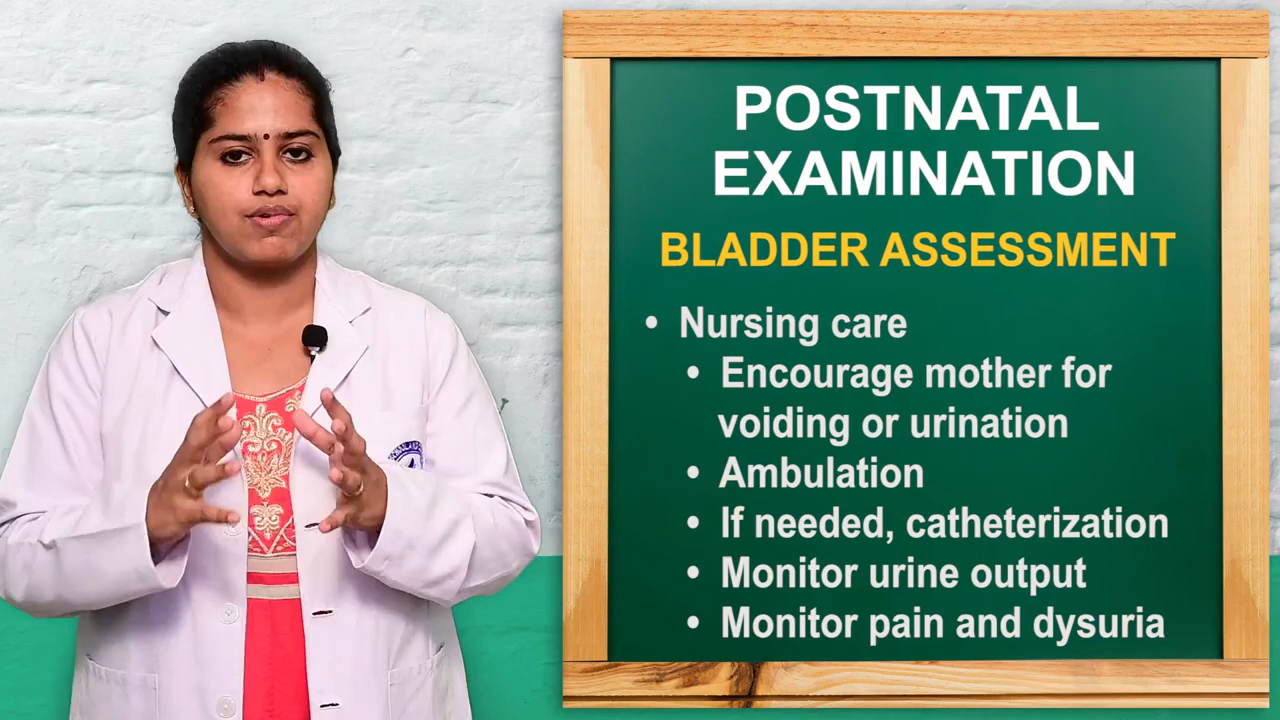 POSTNATAL
EXAMINATION
BLADDER ASSESSMENT
• Nursing care
• Encourage mother for
voiding or urination
• Ambulation
• If needed, catheterization
• Monitor urine output
• Monitor pain and dysuria